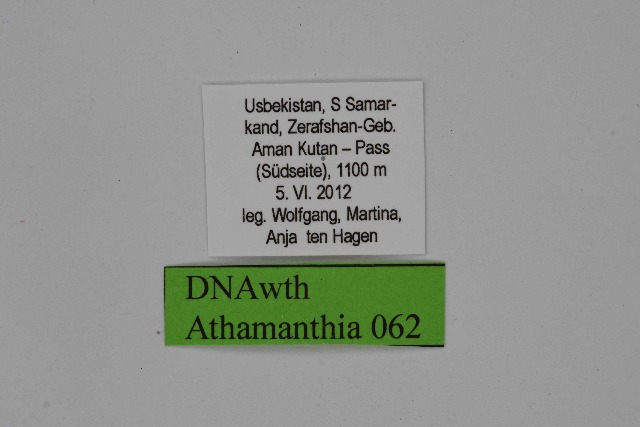 Usbekistan, S Samar-
kand, Zerafshan-Geb.
Aman Kutan – Pass
(Südseite), 1100 m
5. VI. 2012
leg. Wolfgang, Martina,
Anja ten Hagen
DNAwth
Athamanthia 062